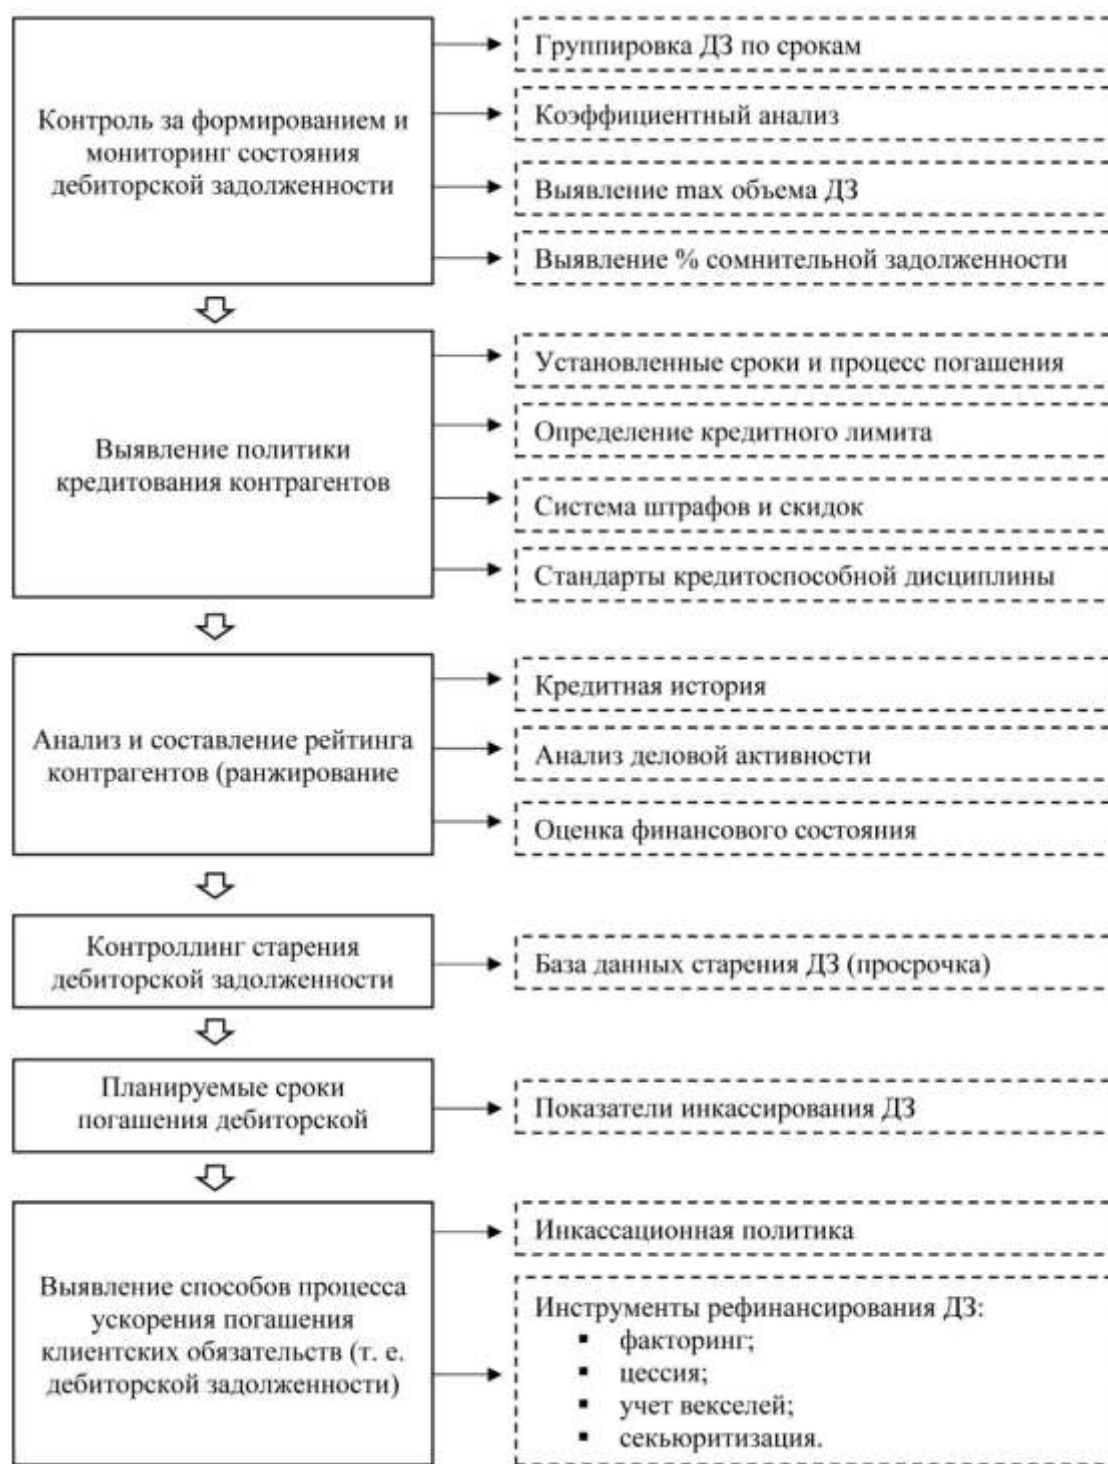 Контроль за формированием и
мониторинг состояния
дебиторской задолженности
Группировка ДЗ по срокам
Коэффициентный анализ
Выявление max объема ДЗ
Выявление % сомнительной задолженности
Выявление политики
кредитования контрагентов
Установленные сроки и процесс погашения
Определение кредитного лимита
Система штрафов и скидок
Стандарты кредитоспособной дисциплины
Анализ и составление рейтинга
контрагентов (ранжирование
Кредитная история
Анализ деловой активности
Оценка финансового состояния
Контроллинг старения
дебиторской задолженности
База данных старения ДЗ (просрочка)
Планируемые сроки
погашения дебиторской
Показатели инкассирования ДЗ
Выявление способов процесса
ускорения погашения
клиентских обязательств (т. е.
дебиторской задолженности)
Инкассационная политика
Инструменты рефинансирования ДЗ:
▪ факторинг;
▪ цессия;
▪ учет векселей;
▪ секьюритизация.